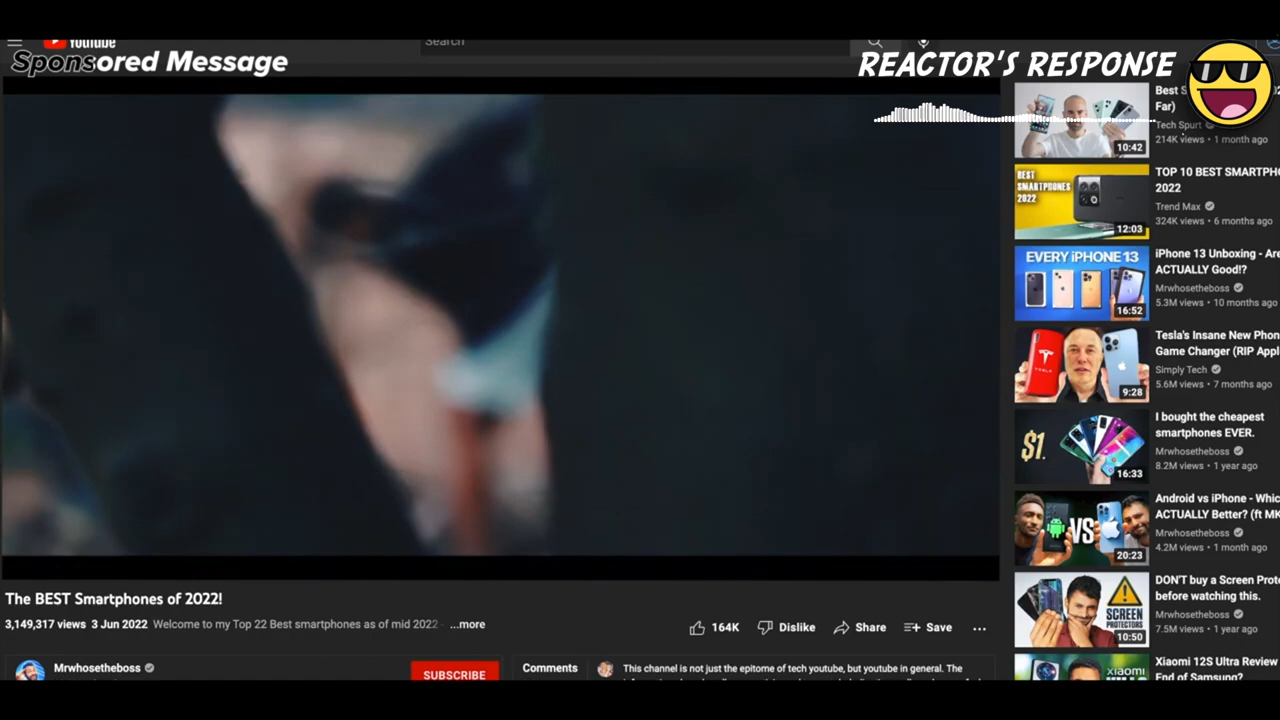 YouTube
Search
Sponsored Message
REACTOR'S RESPONSE
Best S
Far)
Tech Spurt
214K views • 1 month ago
10:42
BEST
SMARTPHONES
2022
12:03
TOP 10 BEST SMARTPHO
2022
Trend Max
324K views • 6 months ago
EVERY iPHONE 13
16:52
iPhone 13 Unboxing - Are
ACTUALLY Good!?
Mrwhosetheboss
5.3M views • 10 months ago
TESLA
9:28
Tesla's Insane New Phon
Game Changer (RIP Appl
Simply Tech
5.6M views • 7 months ago
$1.
16:33
I bought the cheapest
smartphones EVER.
Mrwhosetheboss
8.2M views • 1 year ago
VS
20:23
Android vs iPhone - Whic
ACTUALLY Better? (ft MK
Mrwhosetheboss
4.2M views • 1 month ago
SCREEN
PROTECTORS
10:50
DON'T buy a Screen Prote
before watching this.
Mrwhosetheboss
7.5M views • 1 year ago
xiaomi
Xiaomi 12S Ultra Review
End of Samsung?
The BEST Smartphones of 2022!
3,149,317 views 3 Jun 2022 Welcome to my Top 22 Best smartphones as of mid 2022 ...more
164K Dislike Share Save
Mrwhosetheboss
SUBSCRIBE
Comments
This channel is not just the epitome of tech youtube, but youtube in general. The